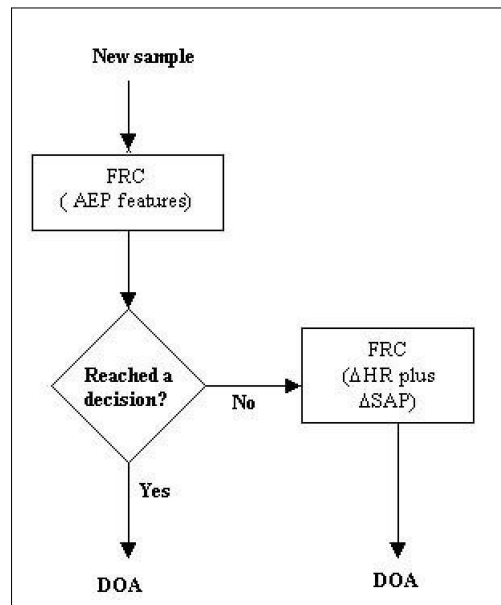 New sample
FRC
( AEP features)
Reached a
decision?
No
FRC
(ΔHR plus
ΔSAP)
Yes
DOA
DOA